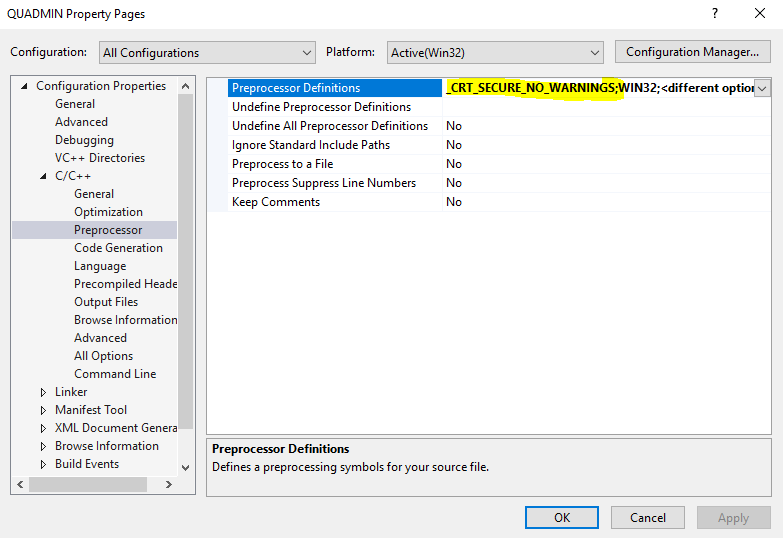 QUADMIN Property Pages
?
Configuration: All Configurations Platform: Active(Win32) Configuration Manager...
Configuration Properties
General
Advanced
Debugging
VC++ Directories
C/C++
General
Optimization
Preprocessor
Code Generation
Language
Precompiled Heade
Output Files
Browse Information
Advanced
All Options
Command Line
Linker
Manifest Tool
XML Document Genera
Browse Information
Build Events
Preprocessor Definitions _CRT_SECURE_NO_WARNINGS;WIN32;<different option
Undefine Preprocessor Definitions
Undefine All Preprocessor Definitions No
Ignore Standard Include Paths No
Preprocess to a File No
Preprocess Suppress Line Numbers No
Keep Comments No
Preprocessor Definitions
Defines a preprocessing symbols for your source file.
OK Cancel Apply